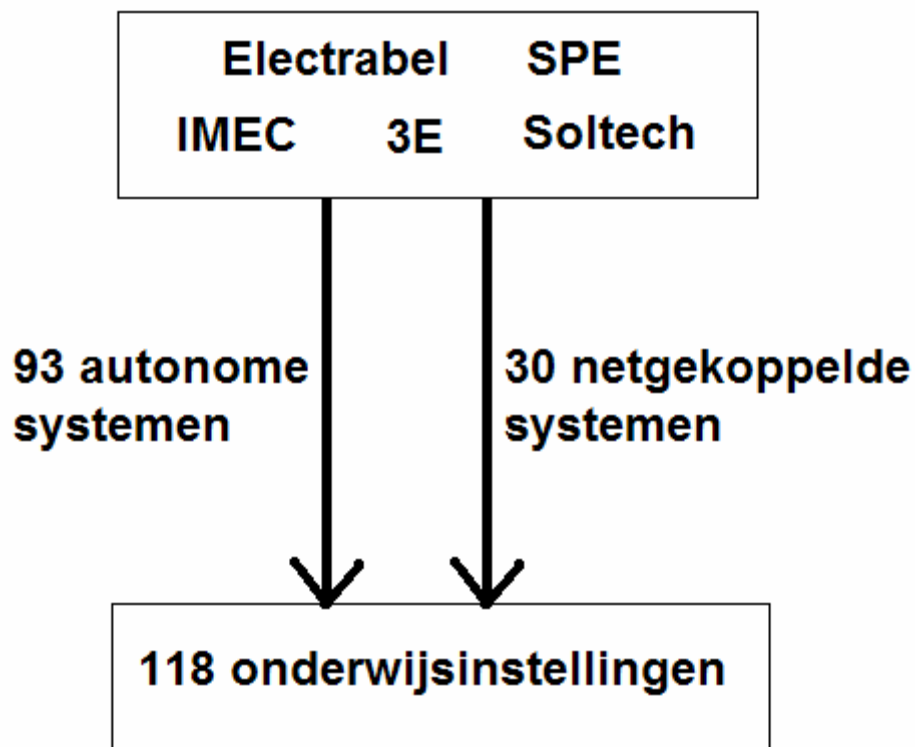 Electrabel SPE
IMEC 3E Soltech
93 autonome
systemen
30 netgekoppelde
systemen
118 onderwijsinstellingen